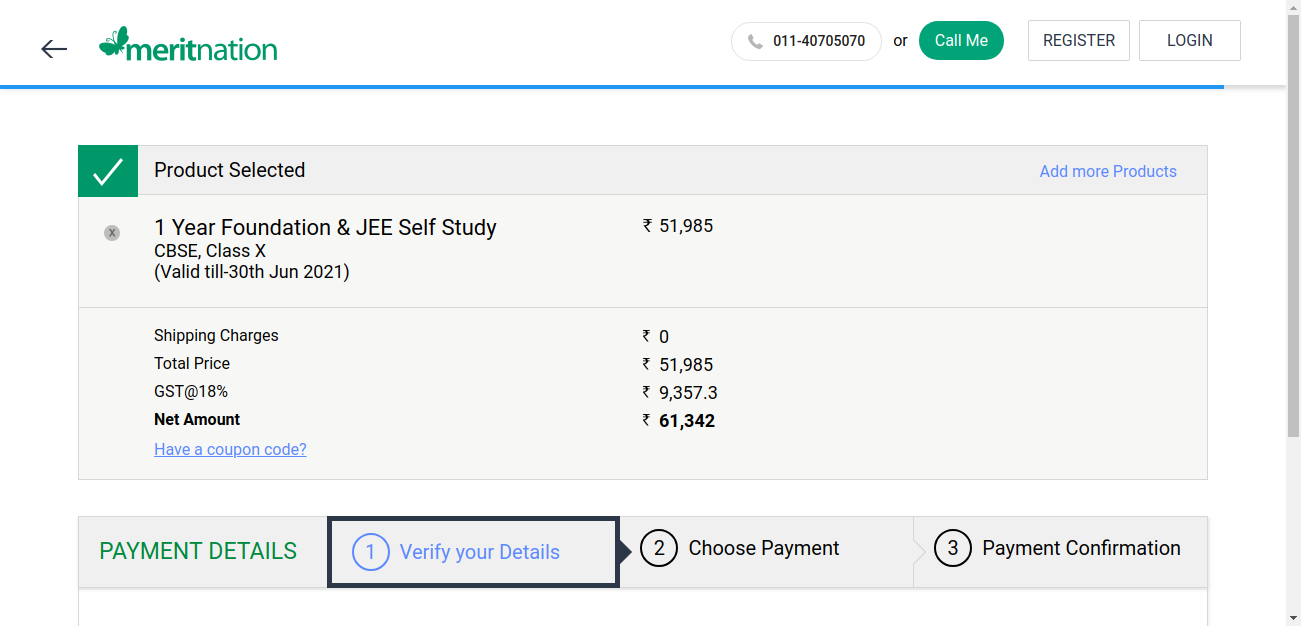 meritnation
011-40705070 or Call Me REGISTER LOGIN
Product Selected Add more Products
X 1 Year Foundation & JEE Self Study ₹ 51,985
CBSE, Class X
(Valid till-30th Jun 2021)
Shipping Charges ₹ 0
Total Price ₹ 51,985
GST@18% ₹ 9,357.3
Net Amount ₹ 61,342
Have a coupon code?
PAYMENT DETAILS 1 Verify your Details 2 Choose Payment 3 Payment Confirmation